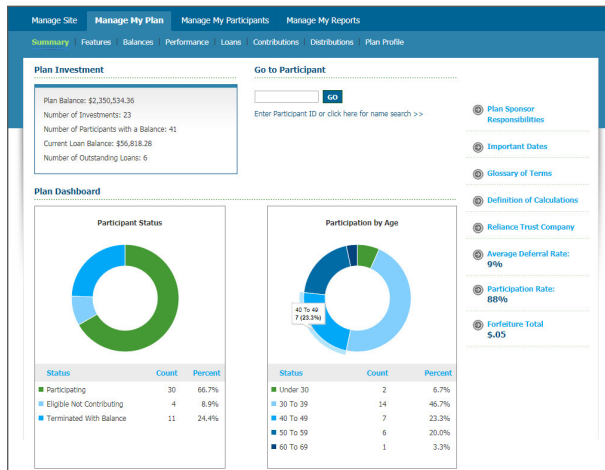 Manage Site Manage My Plan Manage My Participants Manage My Reports
Summary Features Balances Performance Loans Contributions Distributions Plan Profile
Plan Investment
Plan Balance: $2,350,534.36
Number of Investments: 23
Number of Participants with a Balance: 41
Current Loan Balance: $56,818.28
Number of Outstanding Loans: 6
Go to Participant
GO
Enter Participant ID or click here for name search >>
Plan Sponsor
Responsibilities
Important Dates
Glossary of Terms
Definition of Calculations
Reliance Trust Company
Average Deferral Rate:
9%
Participation Rate:
88%
Forfeiture Total
$.05
Plan Dashboard
Participant Status
Status Count Percent
Participating 30 66.7%
Eligible Not Contributing 4 8.9%
Terminated With Balance 11 24.4%
Participation by Age
40 To 49
7 (23.3%)
Status Count Percent
Under 30 2 6.7%
30 To 39 14 46.7%
40 To 49 7 23.3%
50 To 59 6 20.0%
60 To 69 1 3.3%